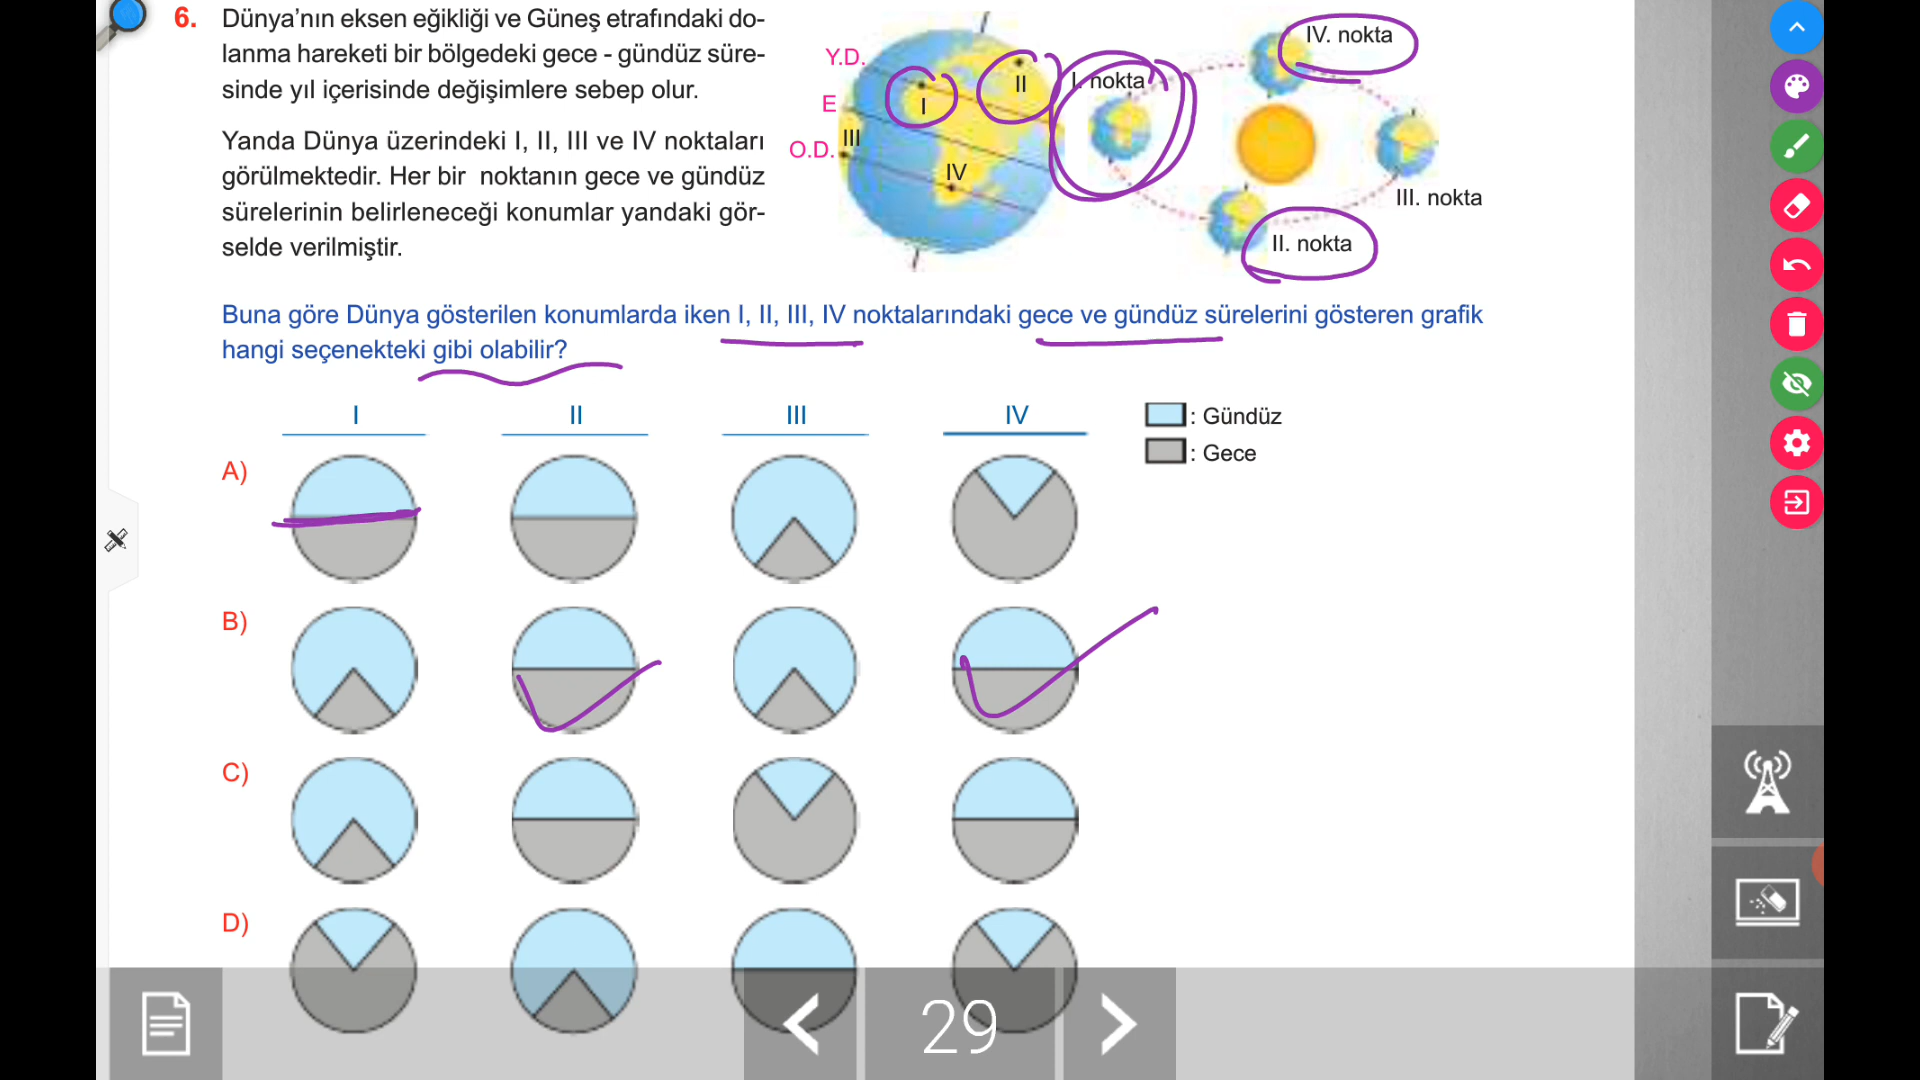 6. Dünya'nın eksen eğikliği ve Güneş etrafındaki do-
lanma hareketi bir bölgedeki gece - gündüz süre-
sinde yıl içerisinde değişimlere sebep olur.
Yanda Dünya üzerindeki I, II, III ve IV noktaları
görülmektedir. Her bir noktanın gece ve gündüz
sürelerinin belirleneceği konumlar yandaki gör-
selde verilmiştir.
Y.D.
E
O.D.
I
II
III
IV
I. nokta
IV. nokta
III. nokta
II. nokta
Buna göre Dünya gösterilen konumlarda iken I, II, III, IV noktalarındaki gece ve gündüz sürelerini gösteren grafik
hangi seçenekteki gibi olabilir?
I II III IV
: Gündüz
: Gece
A)
B)
C)
D)
29